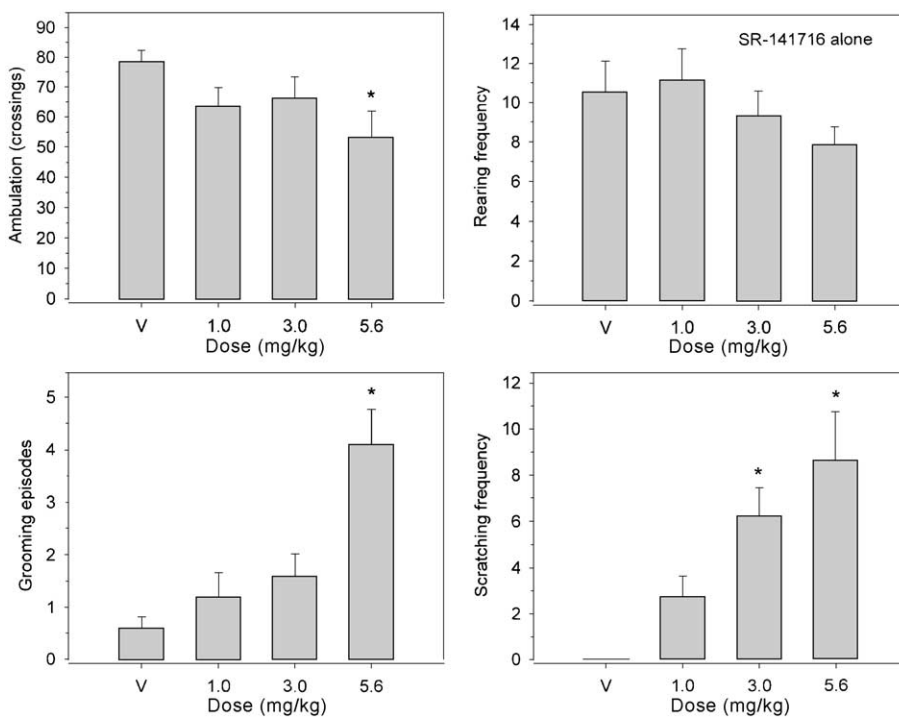 Ambulation (crossings)
90
80
70
60
50
40
30
20
10
0
*
V 1.0 3.0 5.6
Dose (mg/kg)
Rearing frequency
14
12
10
8
6
4
2
0
SR-141716 alone
V 1.0 3.0 5.6
Dose (mg/kg)
Grooming episodes
5
4
3
2
1
0
*
V 1.0 3.0 5.6
Dose (mg/kg)
Scratching frequency
12
10
8
6
4
2
0
*
*
V 1.0 3.0 5.6
Dose (mg/kg)